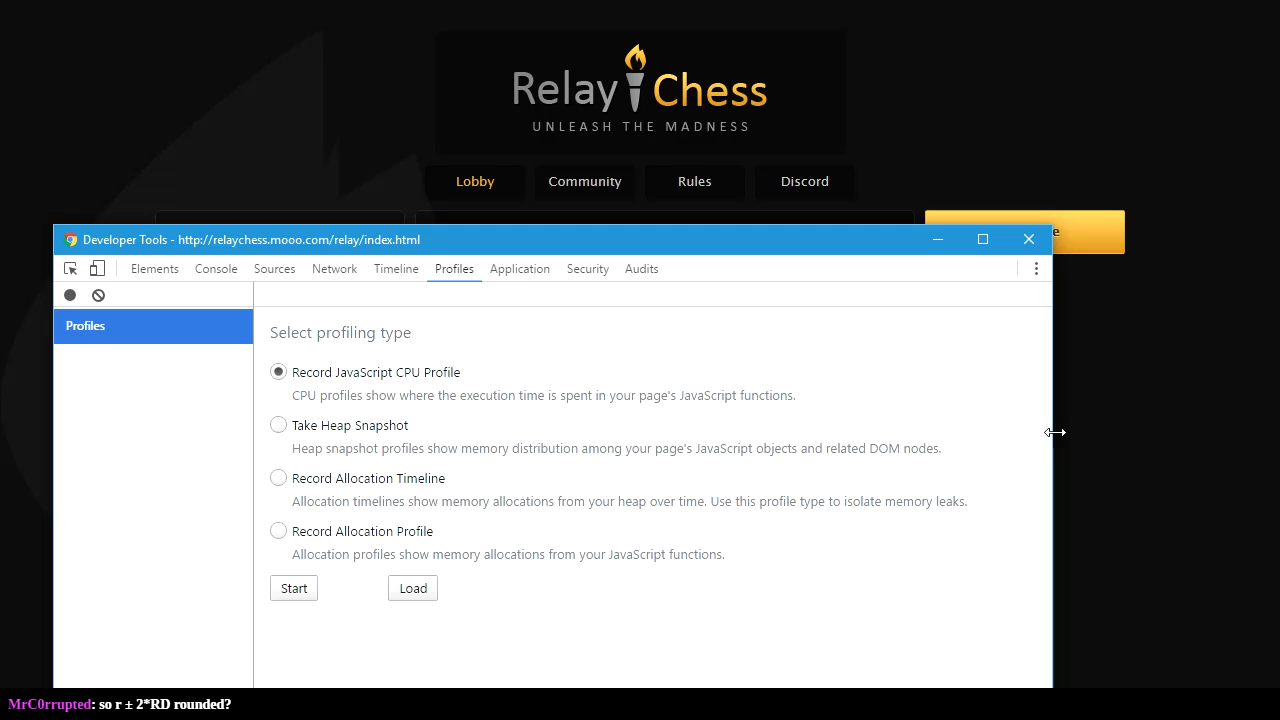 Relay Chess
UNLEASH THE MADNESS
Lobby Community Rules Discord
Developer Tools - http://relaychess.mooo.com/relay/index.html
Elements Console Sources Network Timeline Profiles Application Security Audits
Profiles
Select profiling type
Record JavaScript CPU Profile
CPU profiles show where the execution time is spent in your page's JavaScript functions.
Take Heap Snapshot
Heap snapshot profiles show memory distribution among your page's JavaScript objects and related DOM nodes.
Record Allocation Timeline
Allocation timelines show memory allocations from your heap over time. Use this profile type to isolate memory leaks.
Record Allocation Profile
Allocation profiles show memory allocations from your JavaScript functions.
Start Load
MrC0rrupted: so r ± 2*RD rounded?